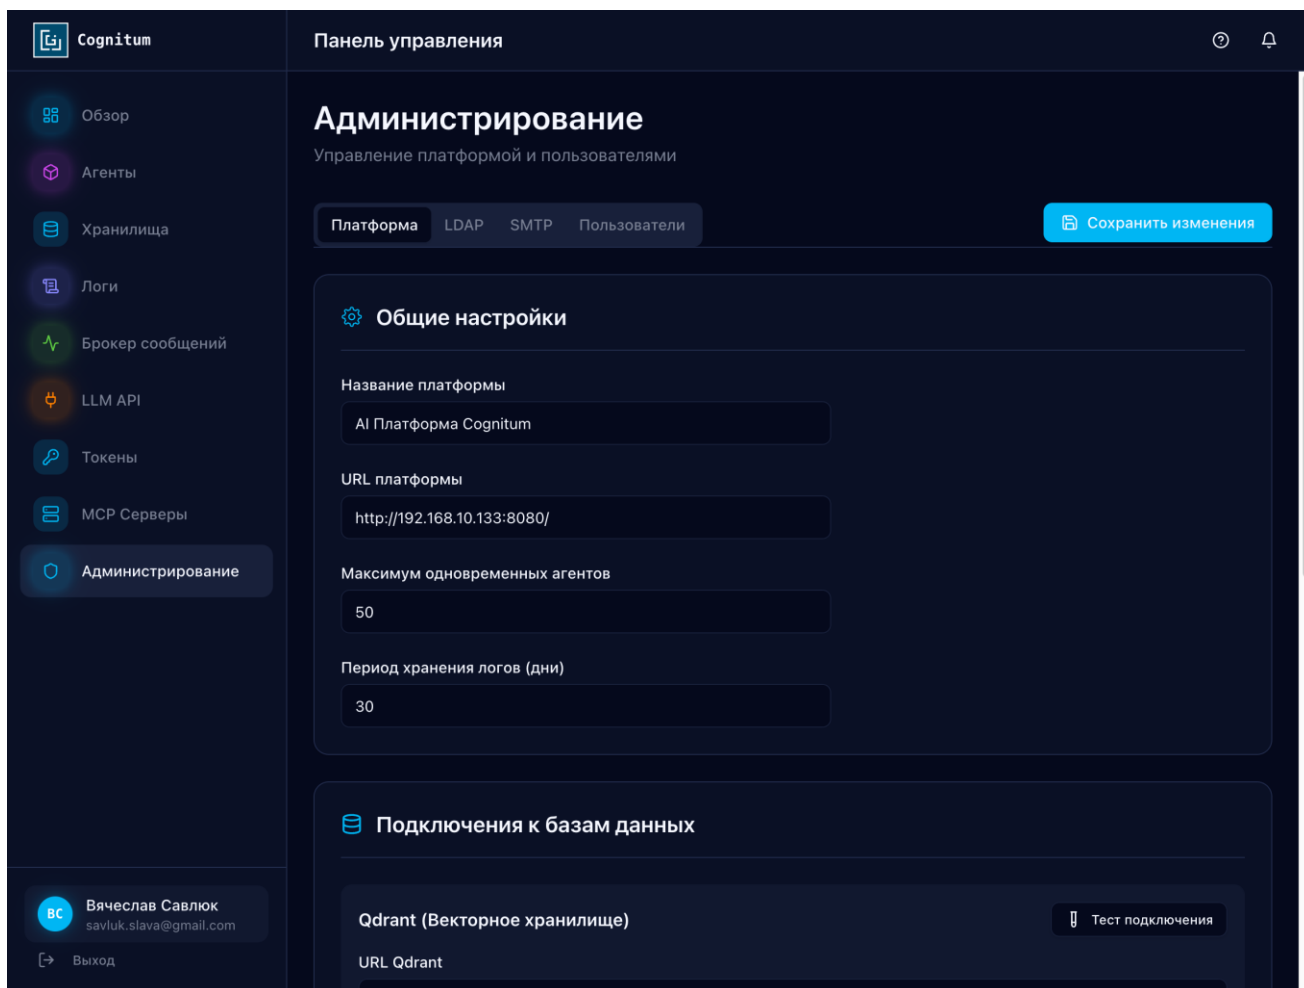 Cognitum
Панель управления
Обзор
Агенты
Хранилища
Логи
Брокер сообщений
LLM API
Токены
MCP Серверы
Администрирование
ВС
Вячеслав Савлюк
savluk.slava@gmail.com
Выход
Администрирование
Управление платформой и пользователями
Платформа LDAP SMTP Пользователи
Сохранить изменения
Общие настройки
Название платформы
AI Платформа Cognitum
URL платформы
http://192.168.10.133:8080/
Максимум одновременных агентов
50
Период хранения логов (дни)
30
Подключения к базам данных
Qdrant (Векторное хранилище)
Тест подключения
URL Qdrant